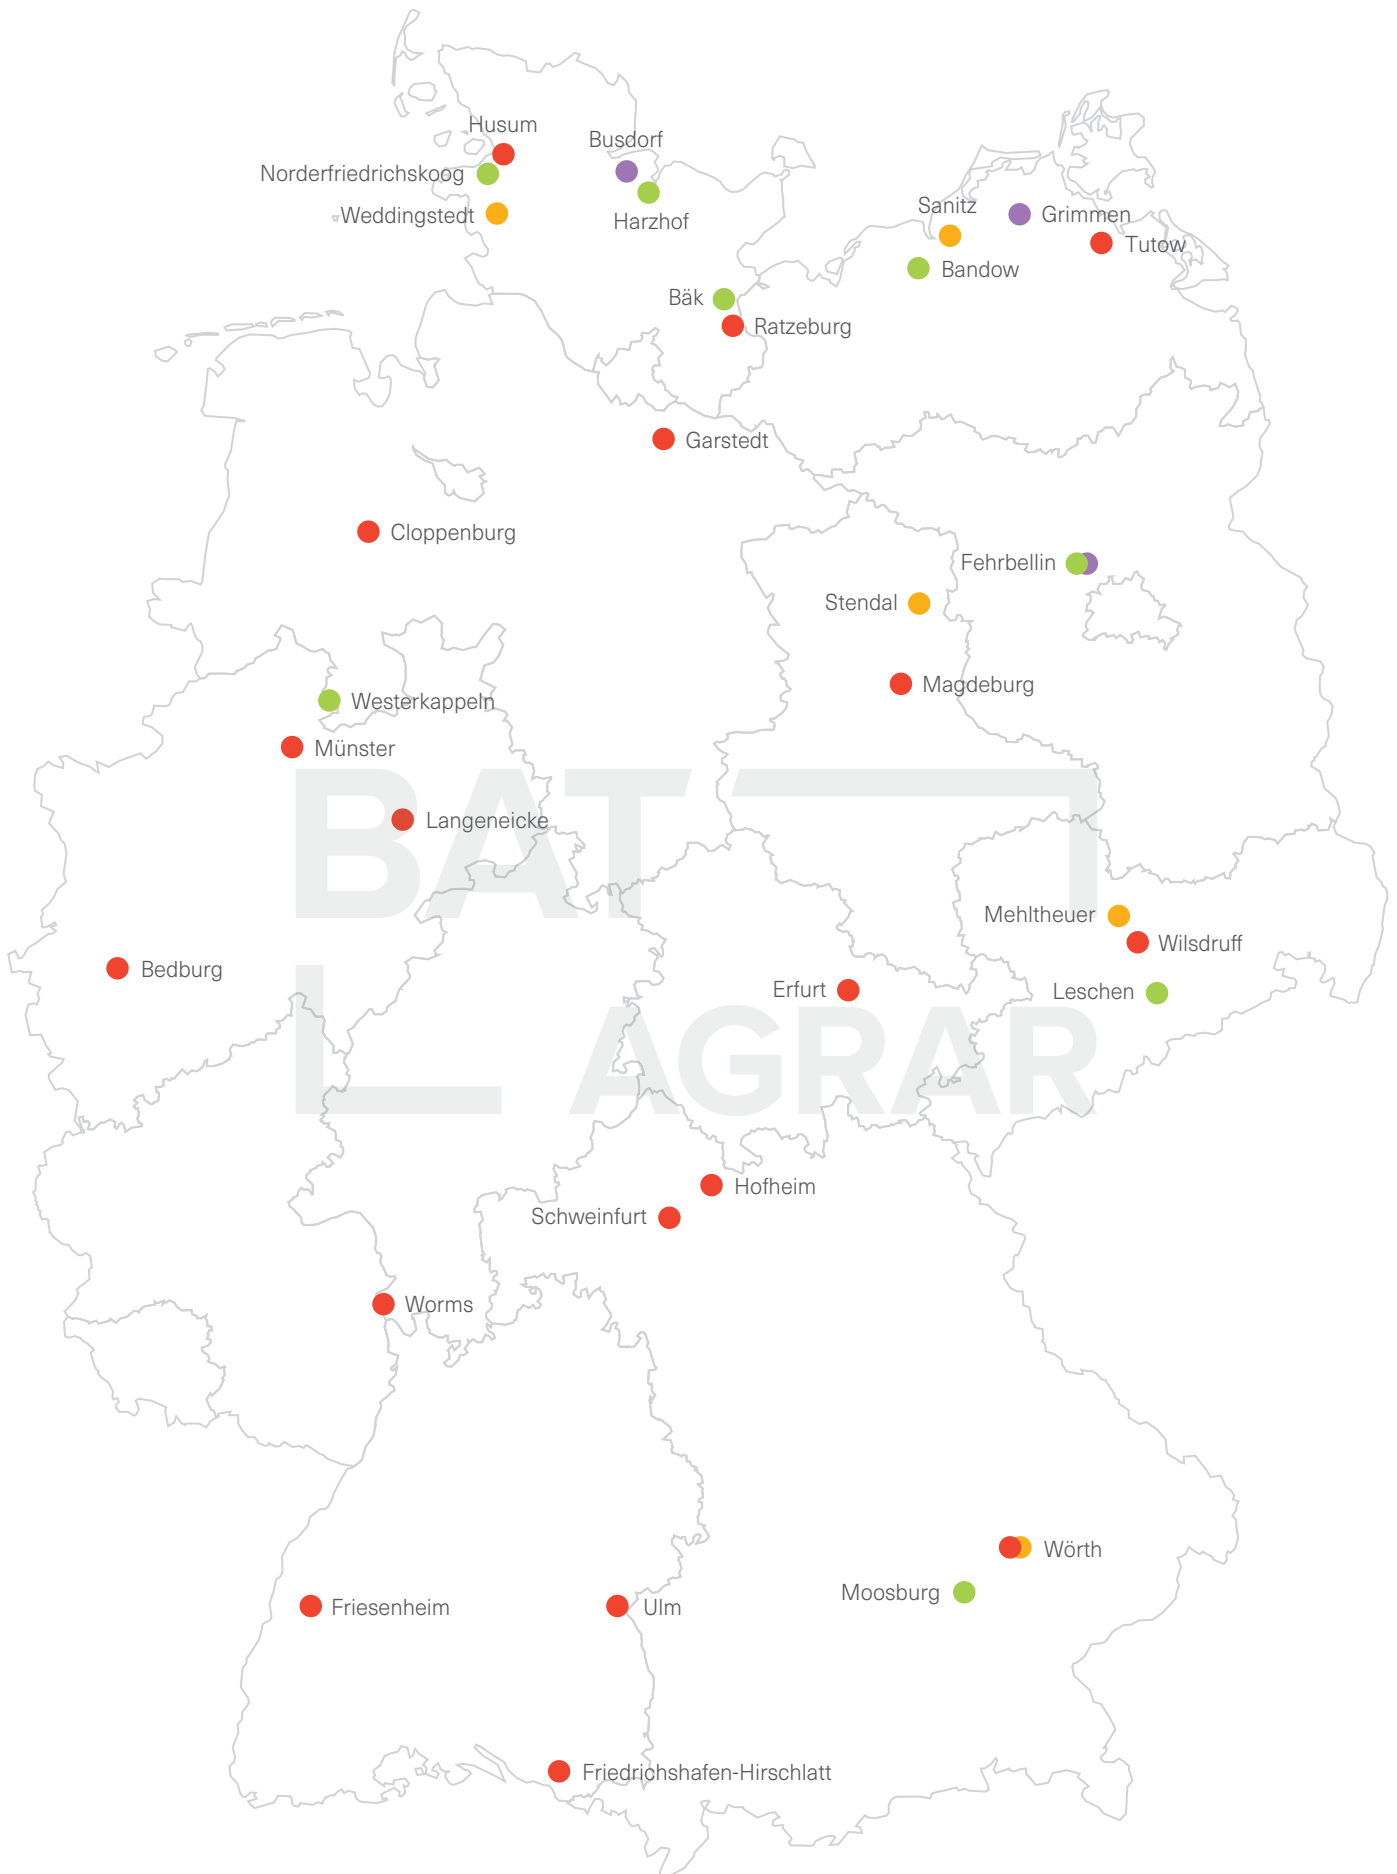 Husum
Busdorf
Norderfriedrichskoog
Weddingstedt
Harzhof
Sanitz
Grimmen
Tutow
Bandow
Bäk
Ratzeburg
Garstedt
Cloppenburg
Fehrbellin
Stendal
Magdeburg
Westerkappeln
Münster
BAT
Langeneicke
Mehltheuer
Wilsdruff
Bedburg
Erfurt
Leschen
AGRAR
Hofheim
Schweinfurt
Worms
Wörth
Moosburg
Friesenheim
Ulm
Friedrichshafen-Hirschlatt